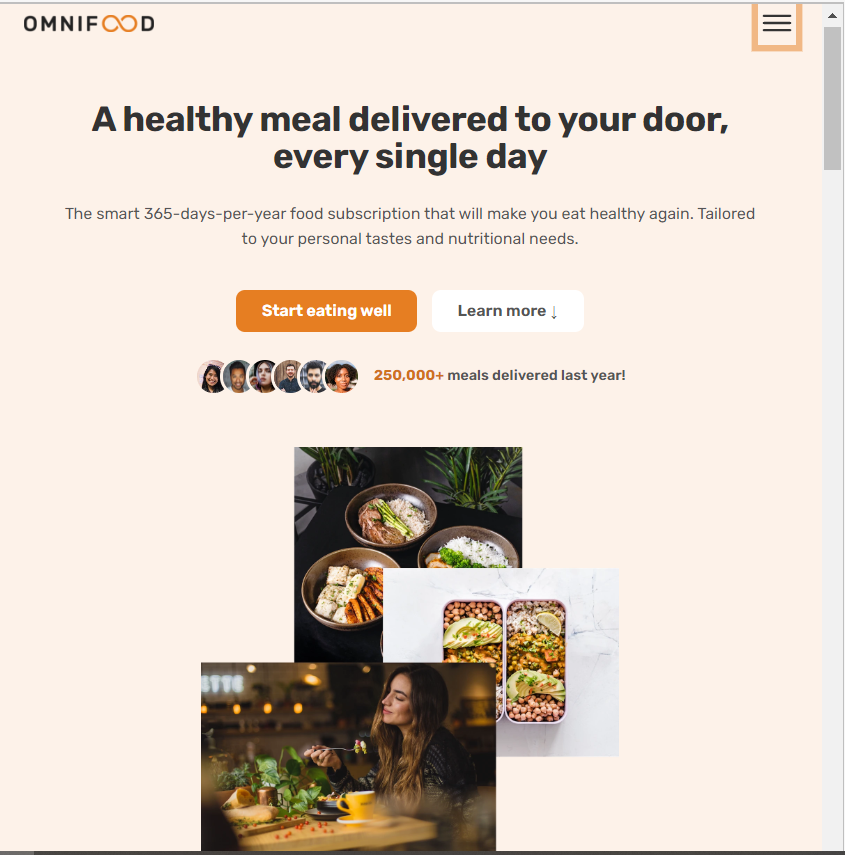 OMNIFOOD
A healthy meal delivered to your door,
every single day
The smart 365-days-per-year food subscription that will make you eat healthy again. Tailored
to your personal tastes and nutritional needs.
Start eating well
Learn more ↓
250,000+ meals delivered last year!